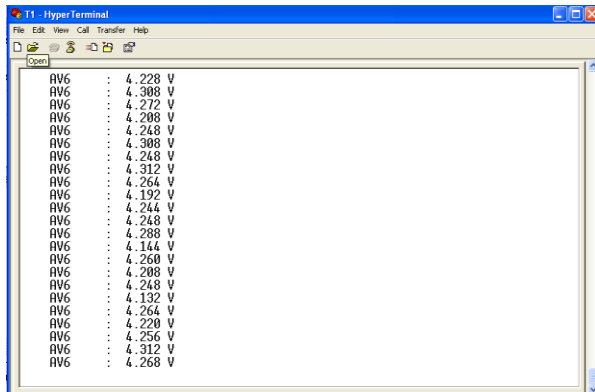 T1 - HyperTerminal
File Edit View Call Transfer Help
Open
AV6 : 4.228 V
AV6 : 4.308 V
AV6 : 4.272 V
AV6 : 4.208 V
AV6 : 4.248 V
AV6 : 4.308 V
AV6 : 4.248 V
AV6 : 4.312 V
AV6 : 4.264 V
AV6 : 4.192 V
AV6 : 4.244 V
AV6 : 4.248 V
AV6 : 4.288 V
AV6 : 4.144 V
AV6 : 4.260 V
AV6 : 4.208 V
AV6 : 4.248 V
AV6 : 4.132 V
AV6 : 4.264 V
AV6 : 4.220 V
AV6 : 4.256 V
AV6 : 4.312 V
AV6 : 4.268 V